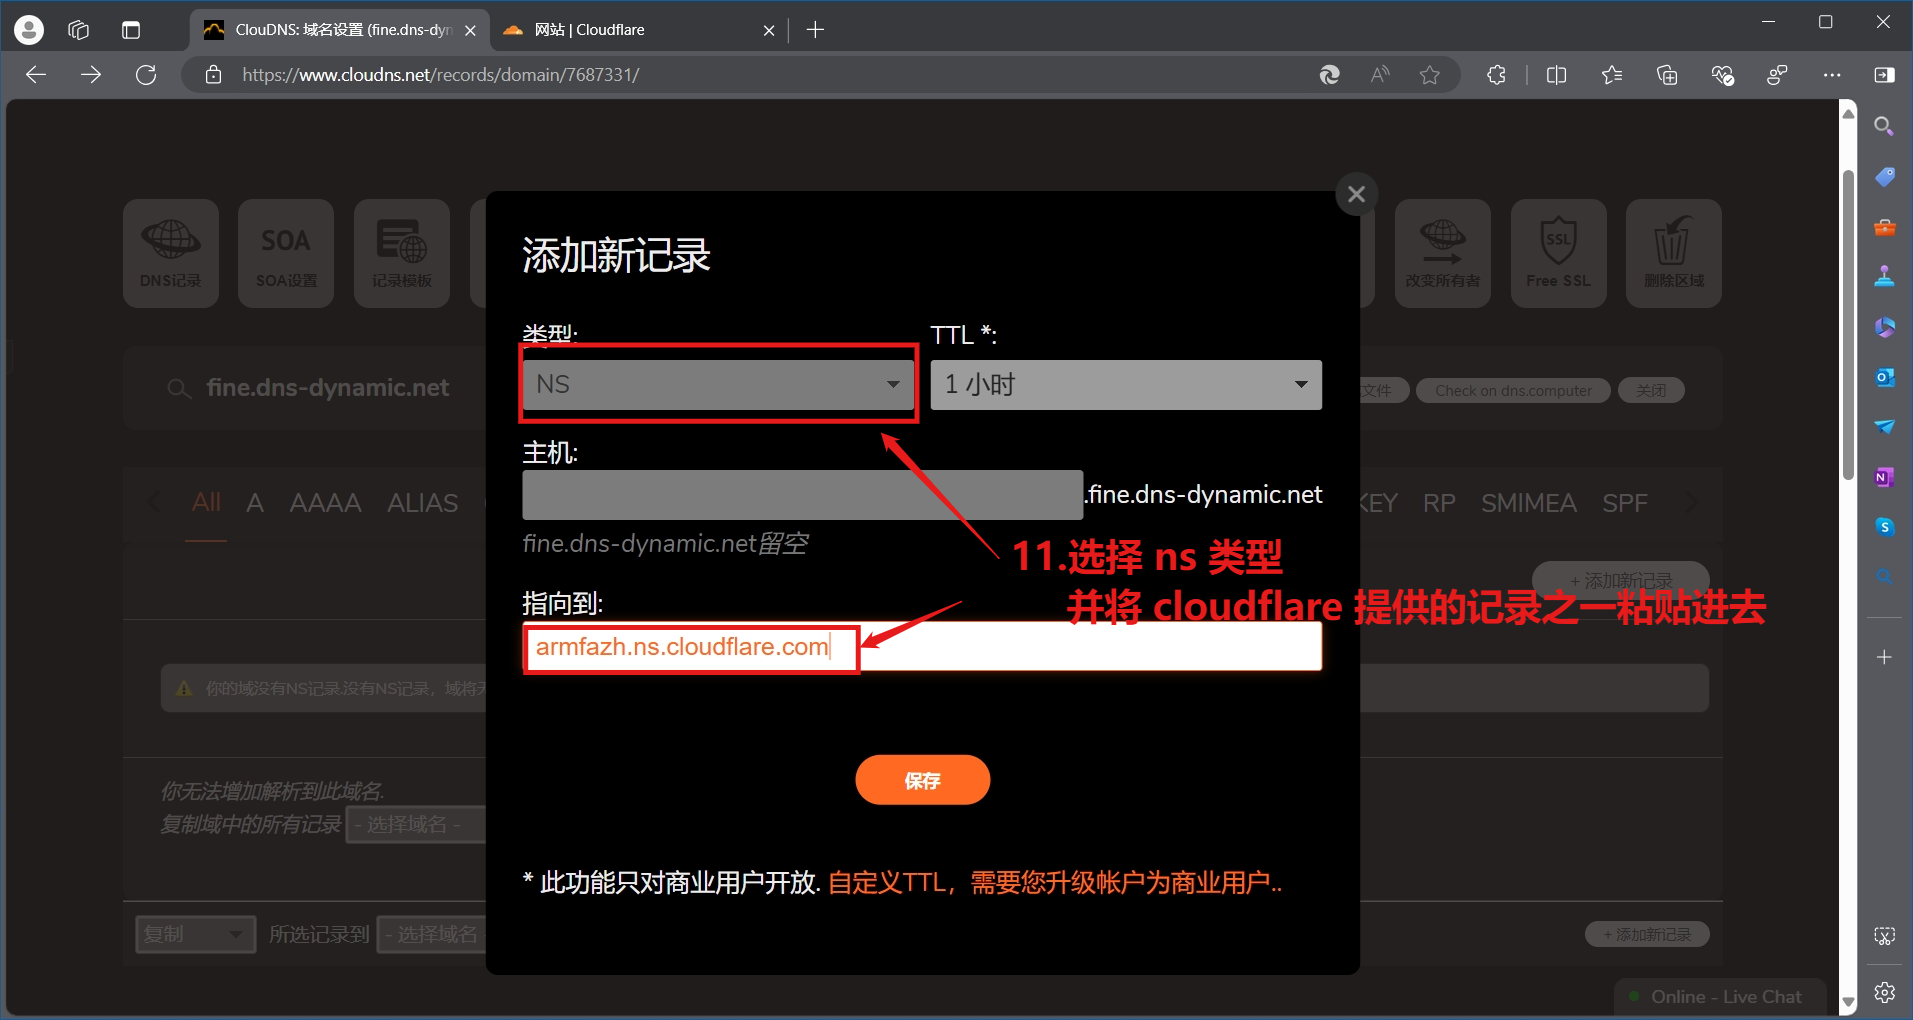 ClouDNS: 域名设置 (fine.dns-dyn
网站 | Cloudflare
https://www.cloudns.net/records/domain/7687331/
DNS记录
SOA
SOA设置
记录模板
改变所有者
SSL
Free SSL
删除区域
添加新记录
类型:
TTL *:
NS
1 小时
fine.dns-dynamic.net
文件
Check on dns.computer
关闭
主机:
.fine.dns-dynamic.net
fine.dns-dynamic.net留空
All A AAAA ALIAS
KEY RP SMIMEA SPF
11.选择 ns 类型
+ 添加新记录
并将 cloudflare 提供的记录之一粘贴进去
指向到:
armfazh.ns.cloudflare.com
你的域没有NS记录.没有NS记录，域将
保存
你无法增加解析到此域名.
复制域中的所有记录 - 选择域名 -
* 此功能只对商业用户开放. 自定义TTL，需要您升级帐户为商业用户..
复制 所选记录到 - 选择域名
+ 添加新记录
Online - Live Chat